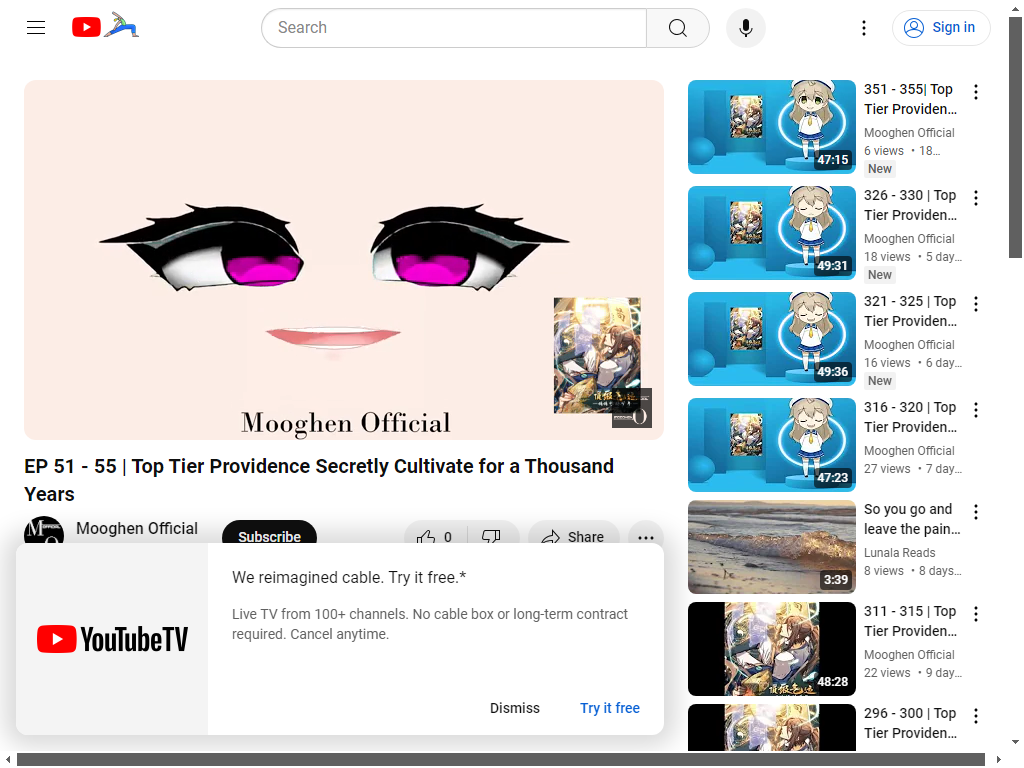 Search
Sign in
Mooghen Official
EP 51 - 55 | Top Tier Providence Secretly Cultivate for a Thousand
Years
Mooghen Official
Subscribe
0
Share
YouTubeTV
We reimagined cable. Try it free.*
Live TV from 100+ channels. No cable box or long-term contract
required. Cancel anytime.
Dismiss
Try it free
47:15
351 - 355| Top
Tier Providen…
Mooghen Official
6 views • 18…
New
49:31
326 - 330 | Top
Tier Providen…
Mooghen Official
18 views • 5 day…
New
49:36
321 - 325 | Top
Tier Providen…
Mooghen Official
16 views • 6 day…
New
47:23
316 - 320 | Top
Tier Providen…
Mooghen Official
27 views • 7 day…
3:39
So you go and
leave the pain…
Lunala Reads
8 views • 8 days…
48:28
311 - 315 | Top
Tier Providen…
Mooghen Official
22 views • 9 day…
296 - 300 | Top
Tier Providen…